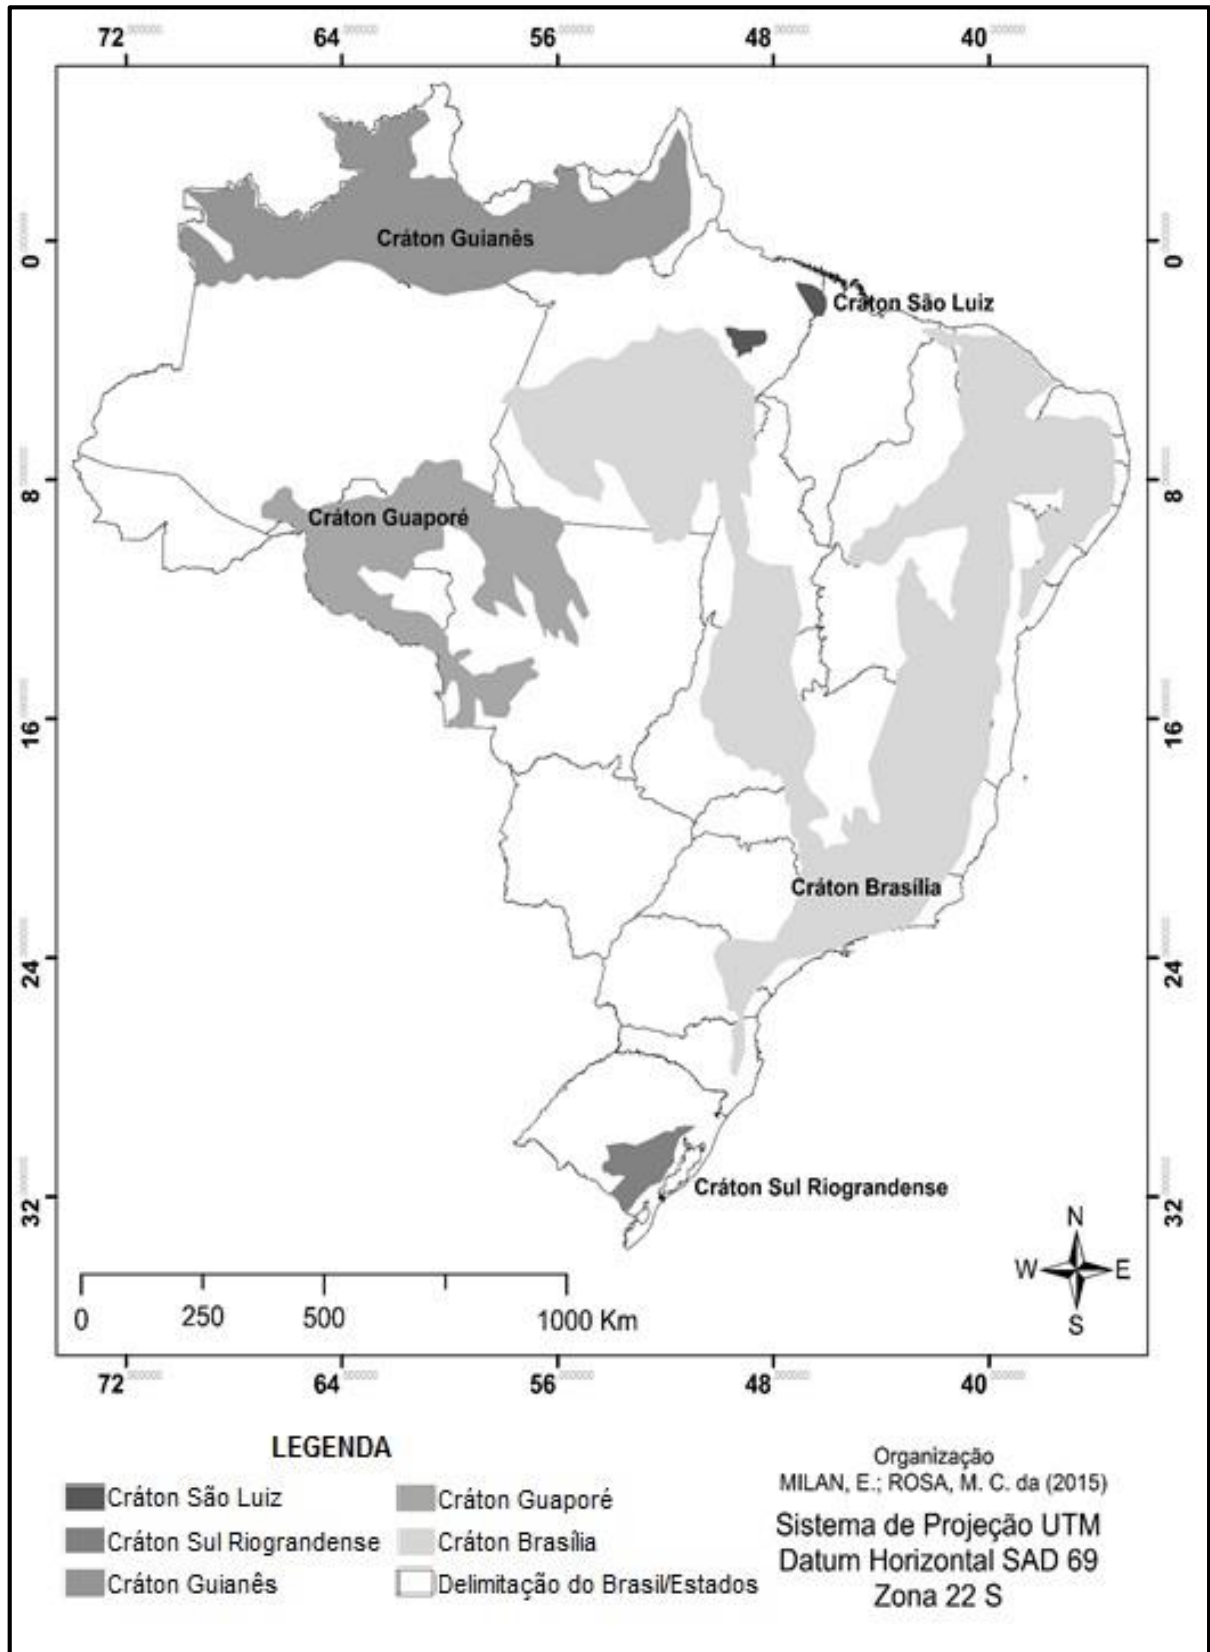 72 64 56 48 40
0 0
8 8
16 16
24 24
32 32
Cráton Guianês
Cráton São Luiz
Cráton Guaporé
Cráton Brasília
Cráton Sul Riograndense
N
W E
S
0 250 500 1000 Km
72 64 56 48 40
LEGENDA
Cráton São Luiz
Cráton Sul Riograndense
Cráton Guianês
Cráton Guaporé
Cráton Brasília
Delimitação do Brasil/Estados
Organização
MILAN, E.; ROSA, M. C. da (2015)
Sistema de Projeção UTM
Datum Horizontal SAD 69
Zona 22 S